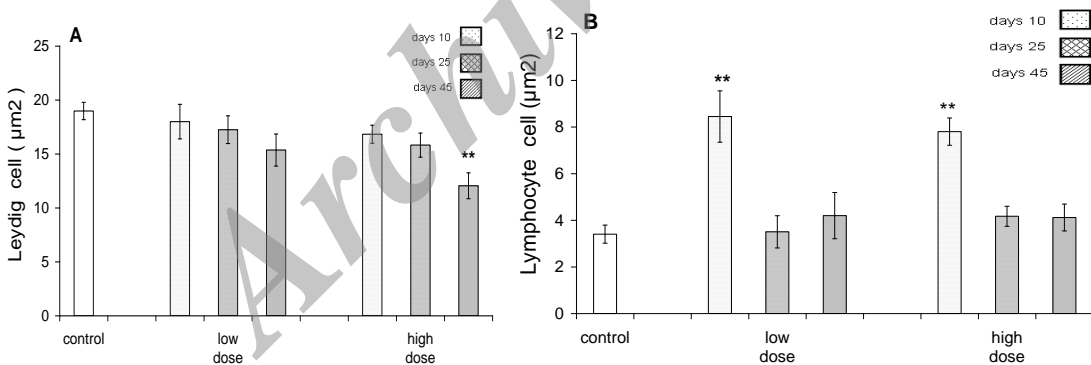 A
days 10
days 25
days 45
25
20
15
10
5
0
Leydig cell ( µm2 )
**
control
low
dose
high
dose
B
days 10
days 25
days 45
12
10
8
6
4
2
0
Lymphocyte cell (µm2)
**
**
control
low
dose
high
dose